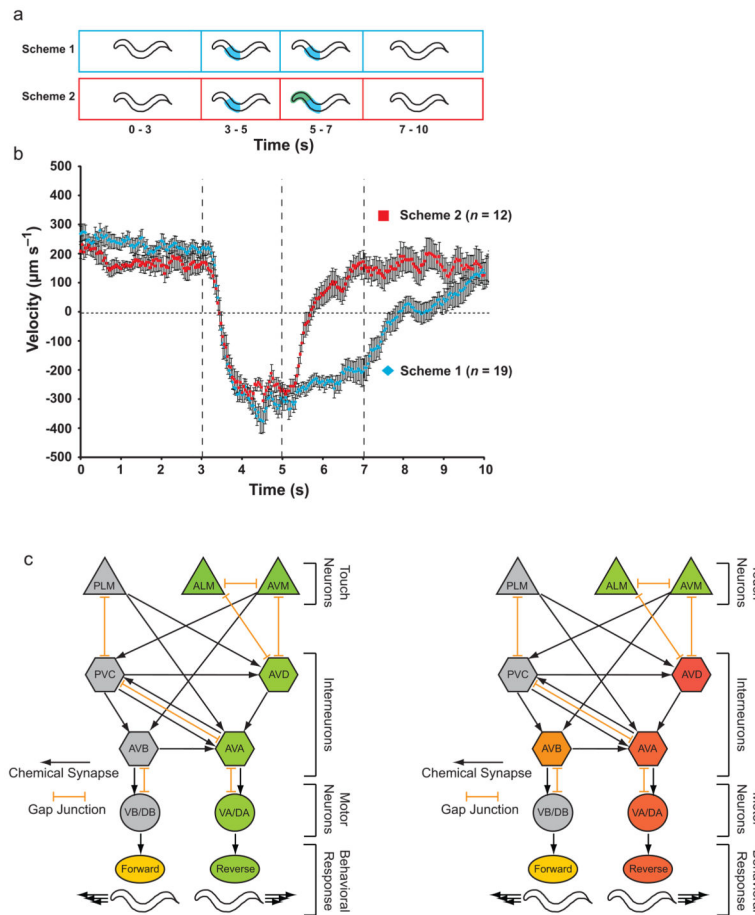 a
Scheme 1
Scheme 2
0 - 3
3 - 5
5 - 7
7 - 10
Time (s)
b
500
400
300
200
100
0
-100
-200
-300
-400
-500
Velocity (µm s⁻¹)
Scheme 2 (n = 12)
Scheme 1 (n = 19)
0
1
2
3
4
5
6
7
8
9
10
Time (s)
c
PLM
ALM
AVM
Touch
Neurons
PVC
AVD
Interneurons
AVB
AVA
Chemical Synapse
Gap Junction
VB/DB
VA/DA
Motor
Neurons
Forward
Reverse
Behavioral
Response
PLM
ALM
AVM
Neurons
PVC
AVD
Interneurons
AVB
AVA
Chemical Synapse
Gap Junction
VB/DB
VA/DA
Neurons
Forward
Reverse
Behavioral
Response